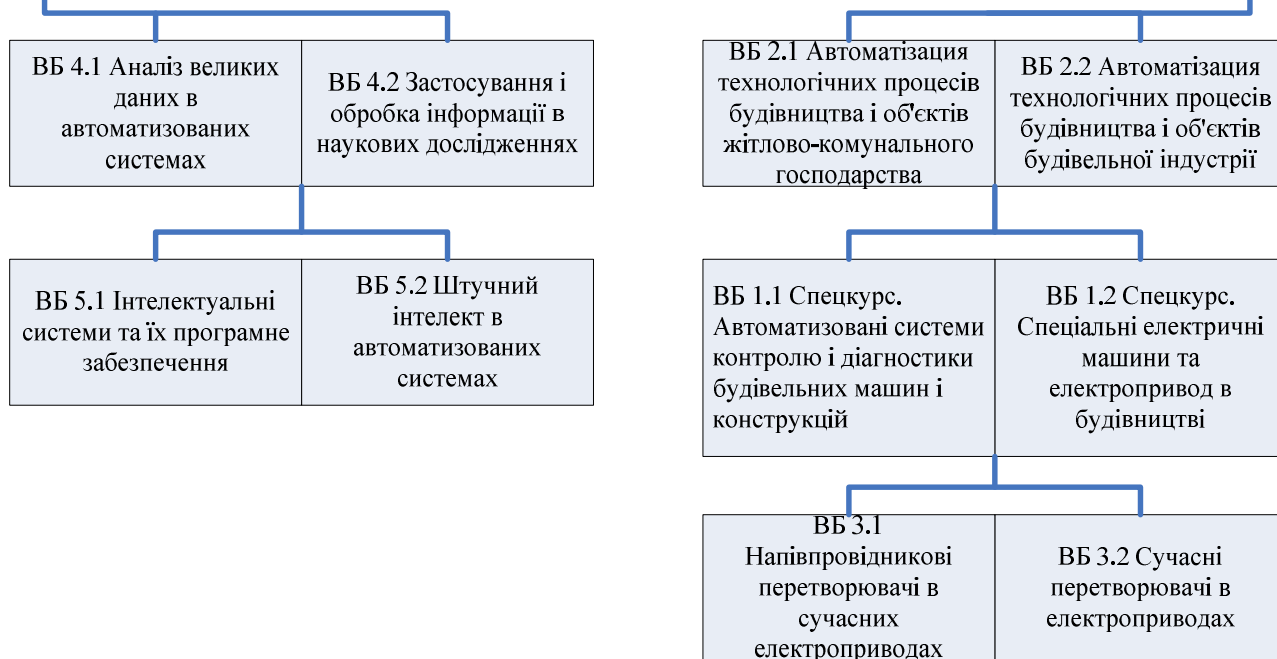 ВБ 4.1 Аналіз великих
даних в
автоматизованих
системах
ВБ 4.2 Застосування і
обробка інформації в
наукових дослідженнях
ВБ 5.1 Інтелектуальні
системи та їх програмне
забезпечення
ВБ 5.2 Штучний
інтелект в
автоматизованих
системах
ВБ 2.1 Автоматізація
технологічних процесів
будівництва і об'єктів
жітлово-комунального
господарства
ВБ 2.2 Автоматізація
технологічних процесів
будівництва і об'єктів
будівельної індустрії
ВБ 1.1 Спецкурс.
Автоматизовані системи
контролю і діагностики
будівельних машин і
конструкцій
ВБ 1.2 Спецкурс.
Спеціальні електричні
машини та
електропривод в
будівництві
ВБ 3.1
Напівпровідникові
перетворювачі в
сучасних
електроприводах
ВБ 3.2 Сучасні
перетворювачі в
електроприводах